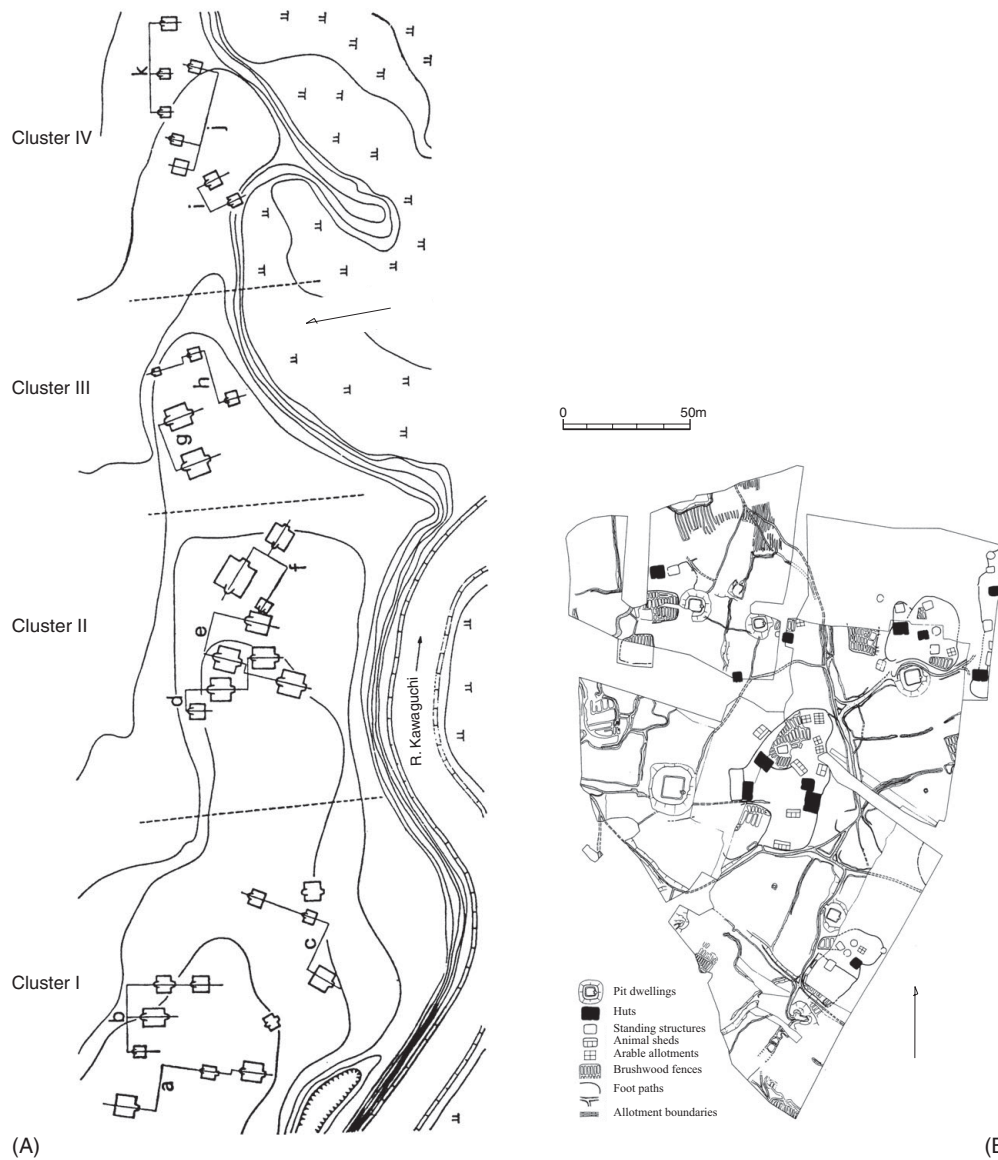 Cluster IV
k
j
i
Cluster III
h
g
Cluster II
f
e
d
R. Kawaguchi
Cluster I
c
b
a
(A)
0 50m
Pit dwellings
Huts
Standing structures
Animal sheds
Arable allotments
Brushwood fences
Foot paths
Allotment boundaries